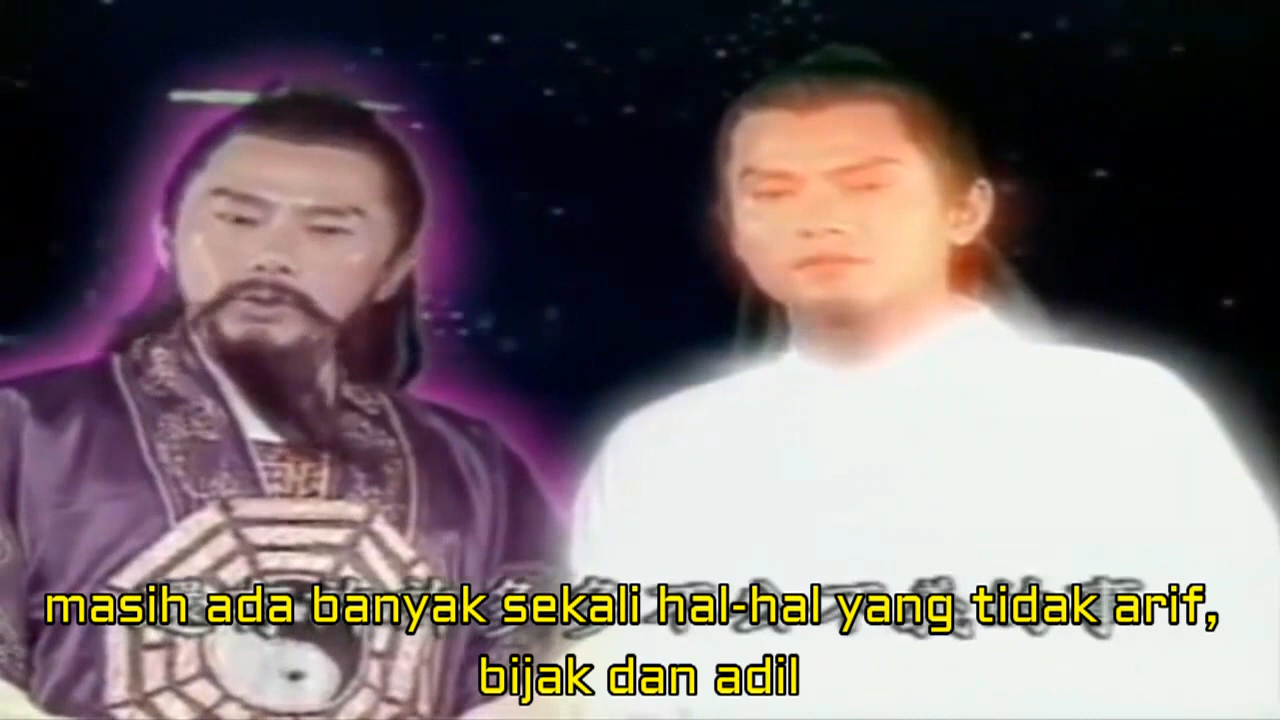 masih ada banyak sekali hal-hal yang tidak arif,
bijak dan adil